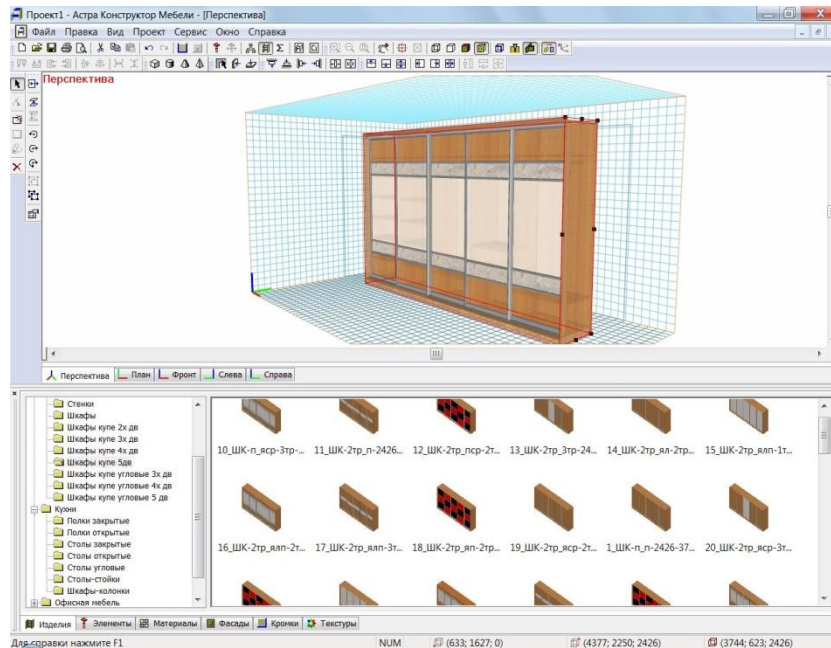 Проект1 - Астра Конструктор Мебели - [Перспектива]
Файл Правка Вид Проект Сервис Окно Справка
Перспектива
Перспектива План Фронт Слева Справа
Стенки
Шкафы
Шкафы купе 2х дв
Шкафы купе 3х дв
Шкафы купе 4х дв
Шкафы купе 5дв
Шкафы купе угловые 3х дв
Шкафы купе угловые 4х дв
Шкафы купе угловые 5 дв
Кухни
Полки закрытые
Полки открытые
Столы закрытые
Столы открытые
Столы угловые
Столы-стойки
Шкафы-колонки
Офисная мебель
10_ШК-п_яср-3тр-... 11_ШК-2тр_п-2426... 12_ШК-2тр_пср-2т... 13_ШК-2тр_3тр-24... 14_ШК-2тр_ял-2тр... 15_ШК-2тр_ялп-1т...
16_ШК-2тр_ялп-2т... 17_ШК-2тр_ялп-3т... 18_ШК-2тр_яп-2тр... 19_ШК-2тр_яср-2т... 1_ШК-п_п-2426-37... 20_ШК-2тр_яср-3т...
Изделия Элементы Материалы Фасады Кромки Текстуры
Для справки нажмите F1 NUM (633; 1627; 0) (4377; 2250; 2426) (3744; 623; 2426)